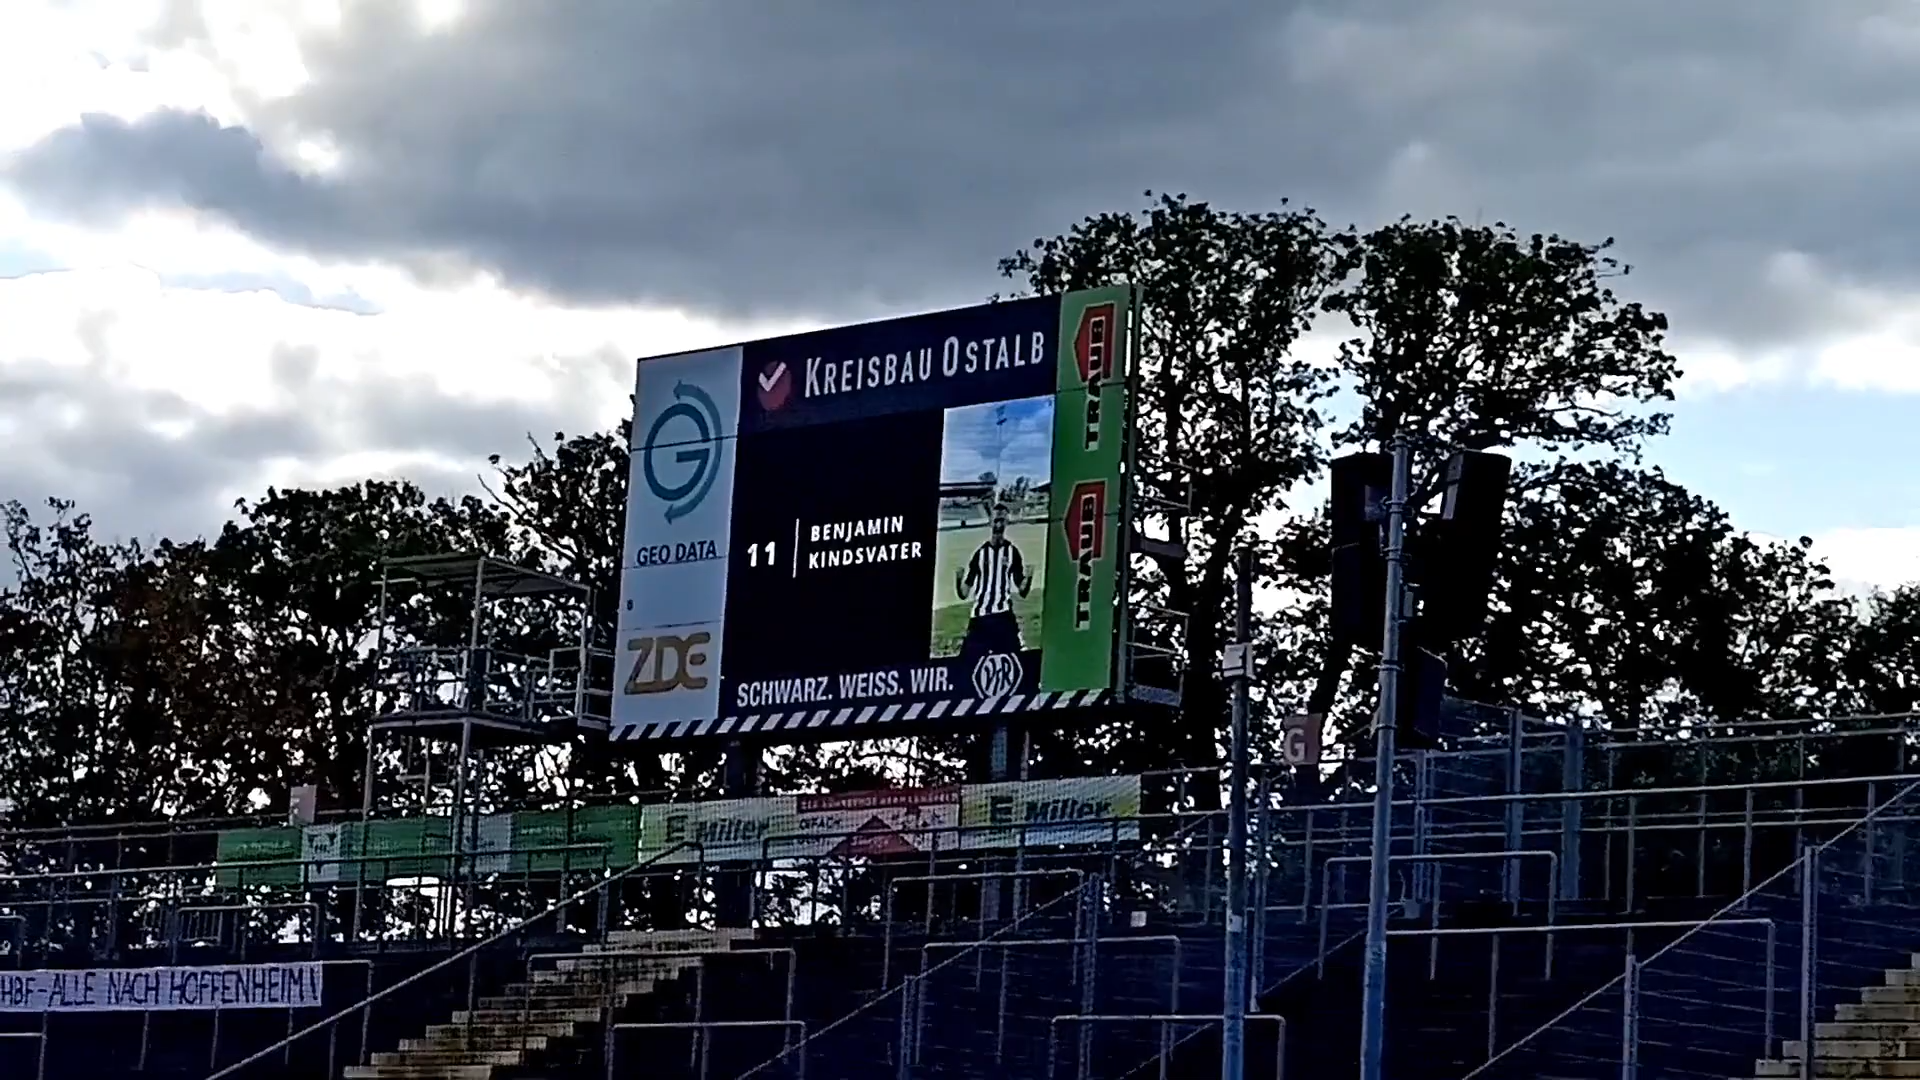 KREISBAU OSTALB
TRAUB
TRAUB
G
GEO DATA
11
BENJAMIN
KINDSVATER
ZDE
SCHWARZ. WEISS. WIR.
VfR
G
E Miller
E Miller
HBF-ALLE NACH HOFFENHEIM!